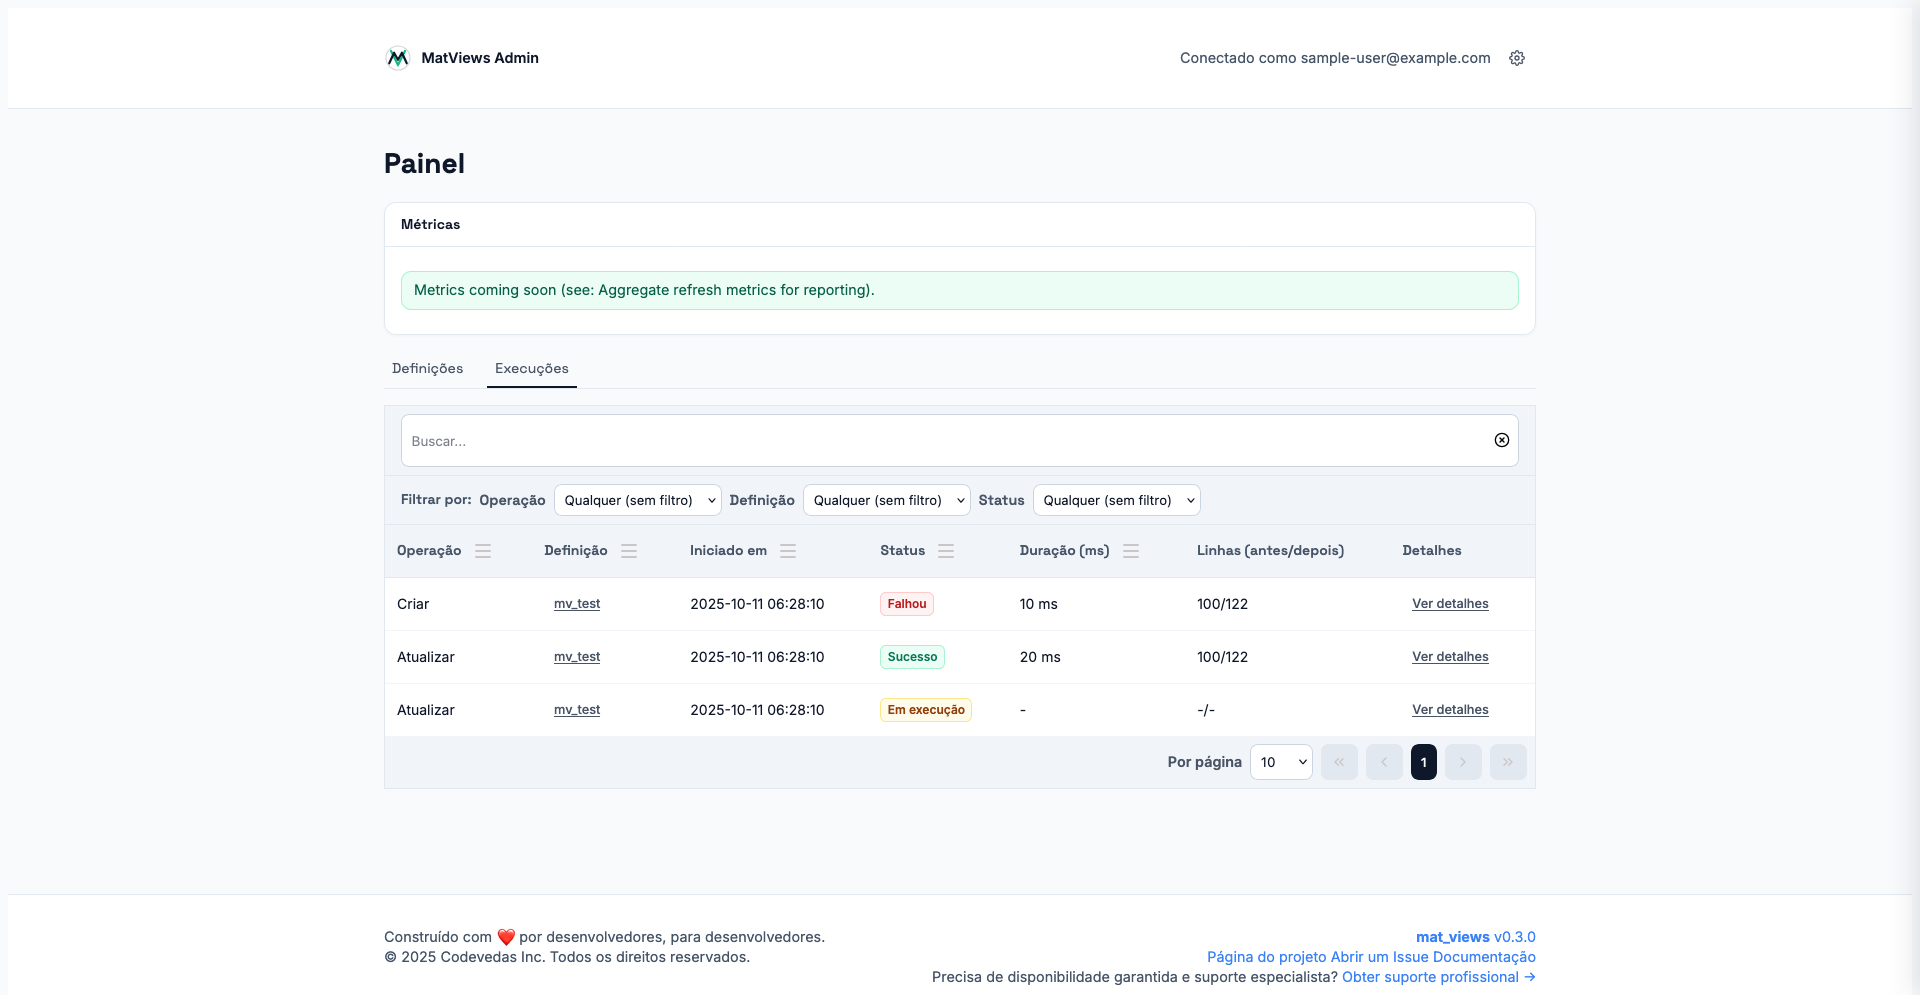 MatViews Admin
Conectado como sample-user@example.com
Painel
Métricas
Metrics coming soon (see: Aggregate refresh metrics for reporting).
Definições Execuções
Buscar...
Filtrar por: Operação Qualquer (sem filtro) Definição Qualquer (sem filtro) Status Qualquer (sem filtro)
Operação Definição Iniciado em Status Duração (ms) Linhas (antes/depois) Detalhes
Criar mv_test 2025-10-11 06:28:10 Falhou 10 ms 100/122 Ver detalhes
Atualizar mv_test 2025-10-11 06:28:10 Sucesso 20 ms 100/122 Ver detalhes
Atualizar mv_test 2025-10-11 06:28:10 Em execução - -/- Ver detalhes
Por página 10 « ‹ 1 › »
Construído com ❤️ por desenvolvedores, para desenvolvedores.
© 2025 Codevedas Inc. Todos os direitos reservados.
mat_views v0.3.0
Página do projeto Abrir um Issue Documentação
Precisa de disponibilidade garantida e suporte especialista? Obter suporte profissional →